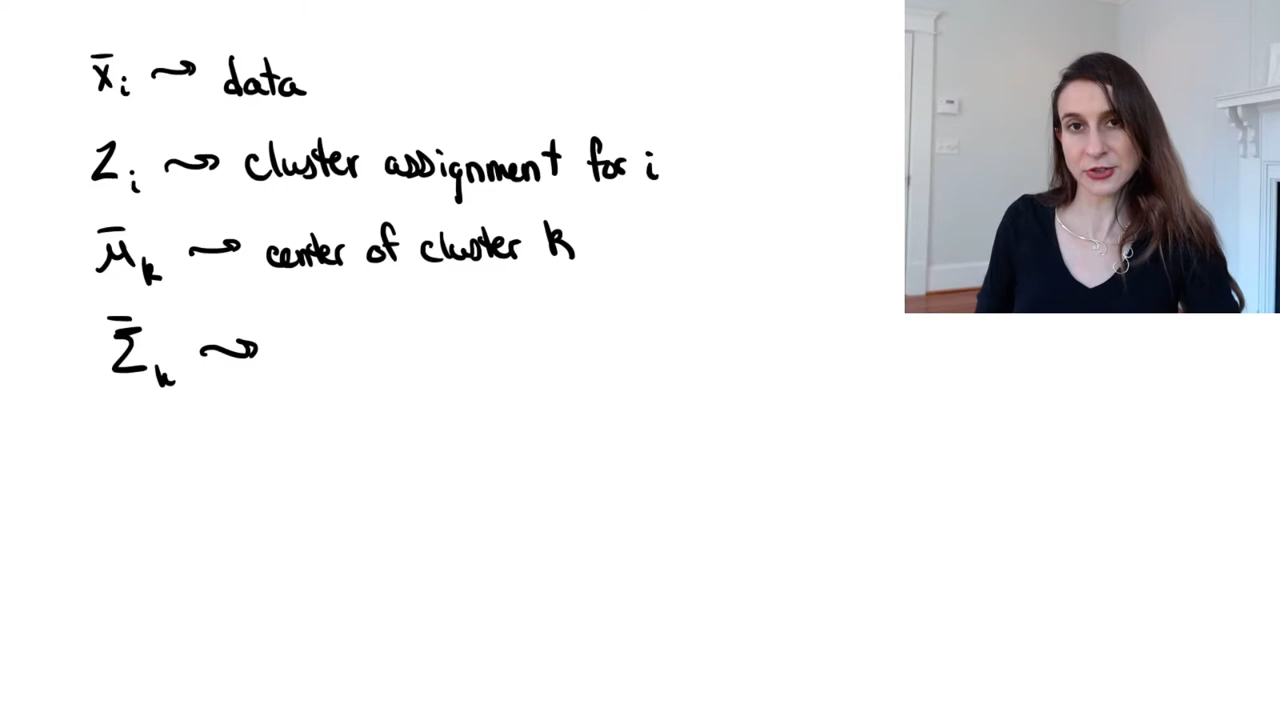 x̄ᵢ ⤳ data
Zᵢ ⤳ cluster assignment for i
μ̄ₖ ⤳ center of cluster k
Σ̄ₖ ⤳